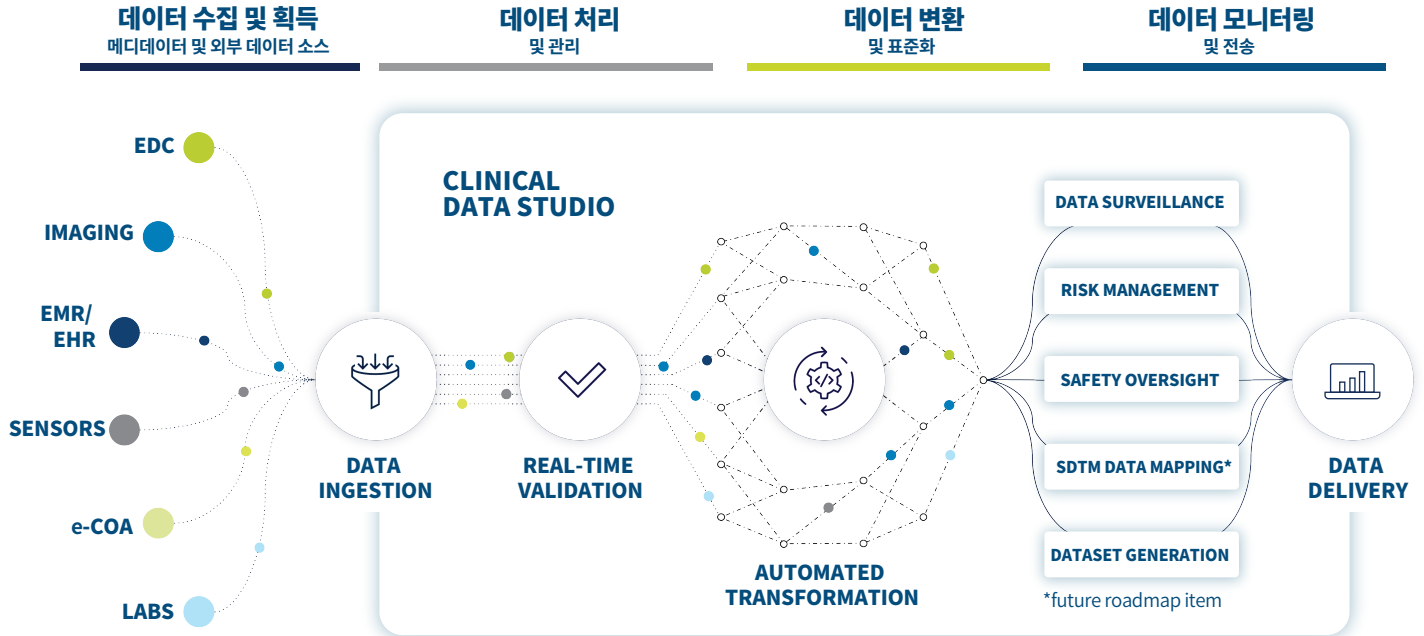 데이터 수집 및 획득
메디데이터 및 외부 데이터 소스
데이터 처리
및 관리
데이터 변환
및 표준화
데이터 모니터링
및 전송
EDC
IMAGING
EMR/
EHR
SENSORS
e-COA
LABS
DATA
INGESTION
CLINICAL
DATA STUDIO
REAL-TIME
VALIDATION
AUTOMATED
TRANSFORMATION
DATA SURVEILLANCE
RISK MANAGEMENT
SAFETY OVERSIGHT
SDTM DATA MAPPING*
DATASET GENERATION
*future roadmap item
DATA
DELIVERY